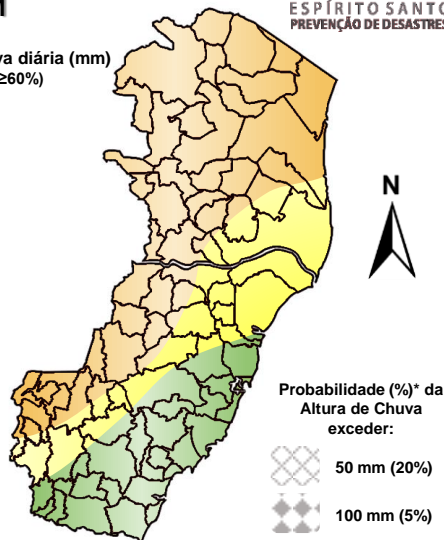 ESPÍRITO SANTO
PREVENÇÃO DE DESASTRES
va diária (mm)
≥60%)
N
Probabilidade (%)* da
Altura de Chuva
exceder:
50 mm (20%)
100 mm (5%)